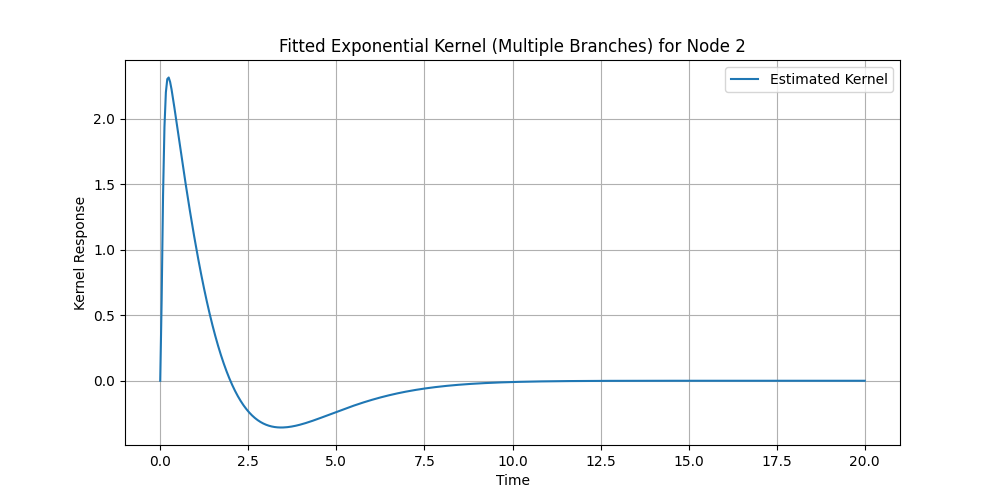 Fitted Exponential Kernel (Multiple Branches) for Node 2
Estimated Kernel
Kernel Response
2.0
1.5
1.0
0.5
0.0
0.0 2.5 5.0 7.5 10.0 12.5 15.0 17.5 20.0
Time